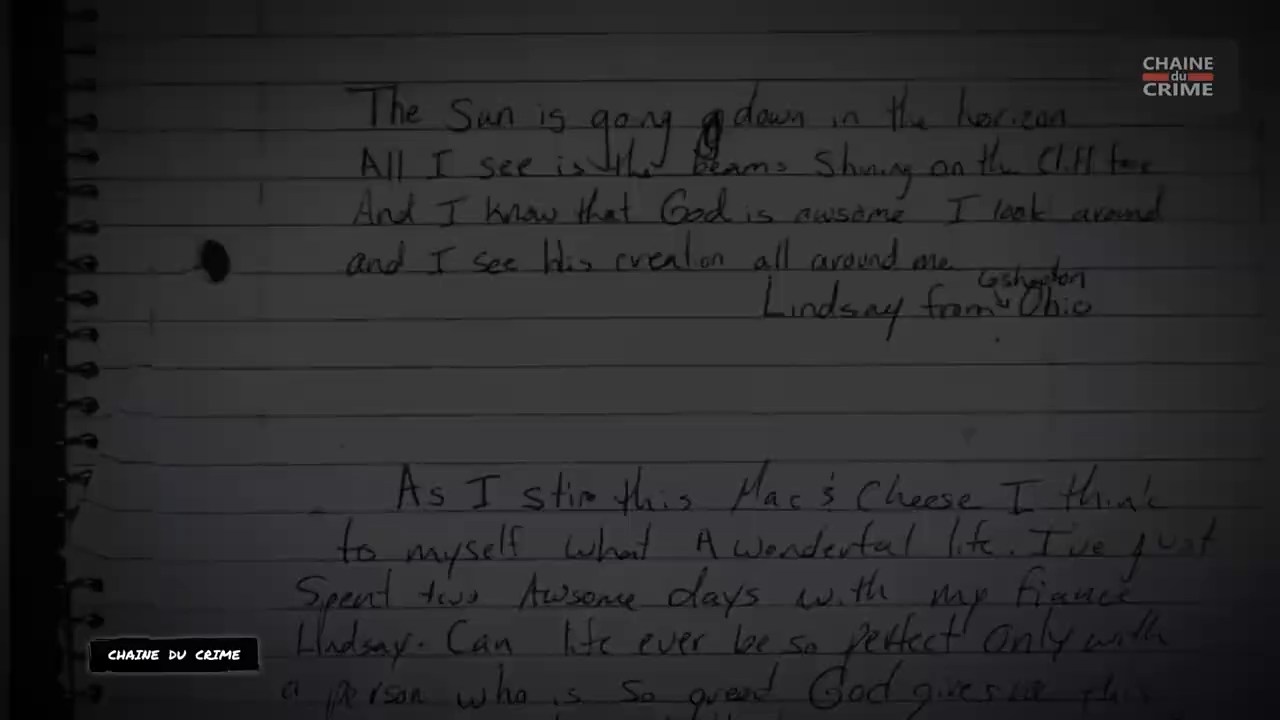 CHAINE
du
CRIME
The Sun is gong down in the horizon
All I see is the beams Shining on the Cliff
And I know that God is awsome I look around
and I see His creation all around me
Coshocton
Lindsay from Ohio
As I stir this Mac & Cheese I think
to myself what A wonderful life. I've just
Spent two Awsome days with my fiance
Lindsay. Can life ever be so perfect Only with
a person who is so great God gives me this
CHAINE DU CRIME